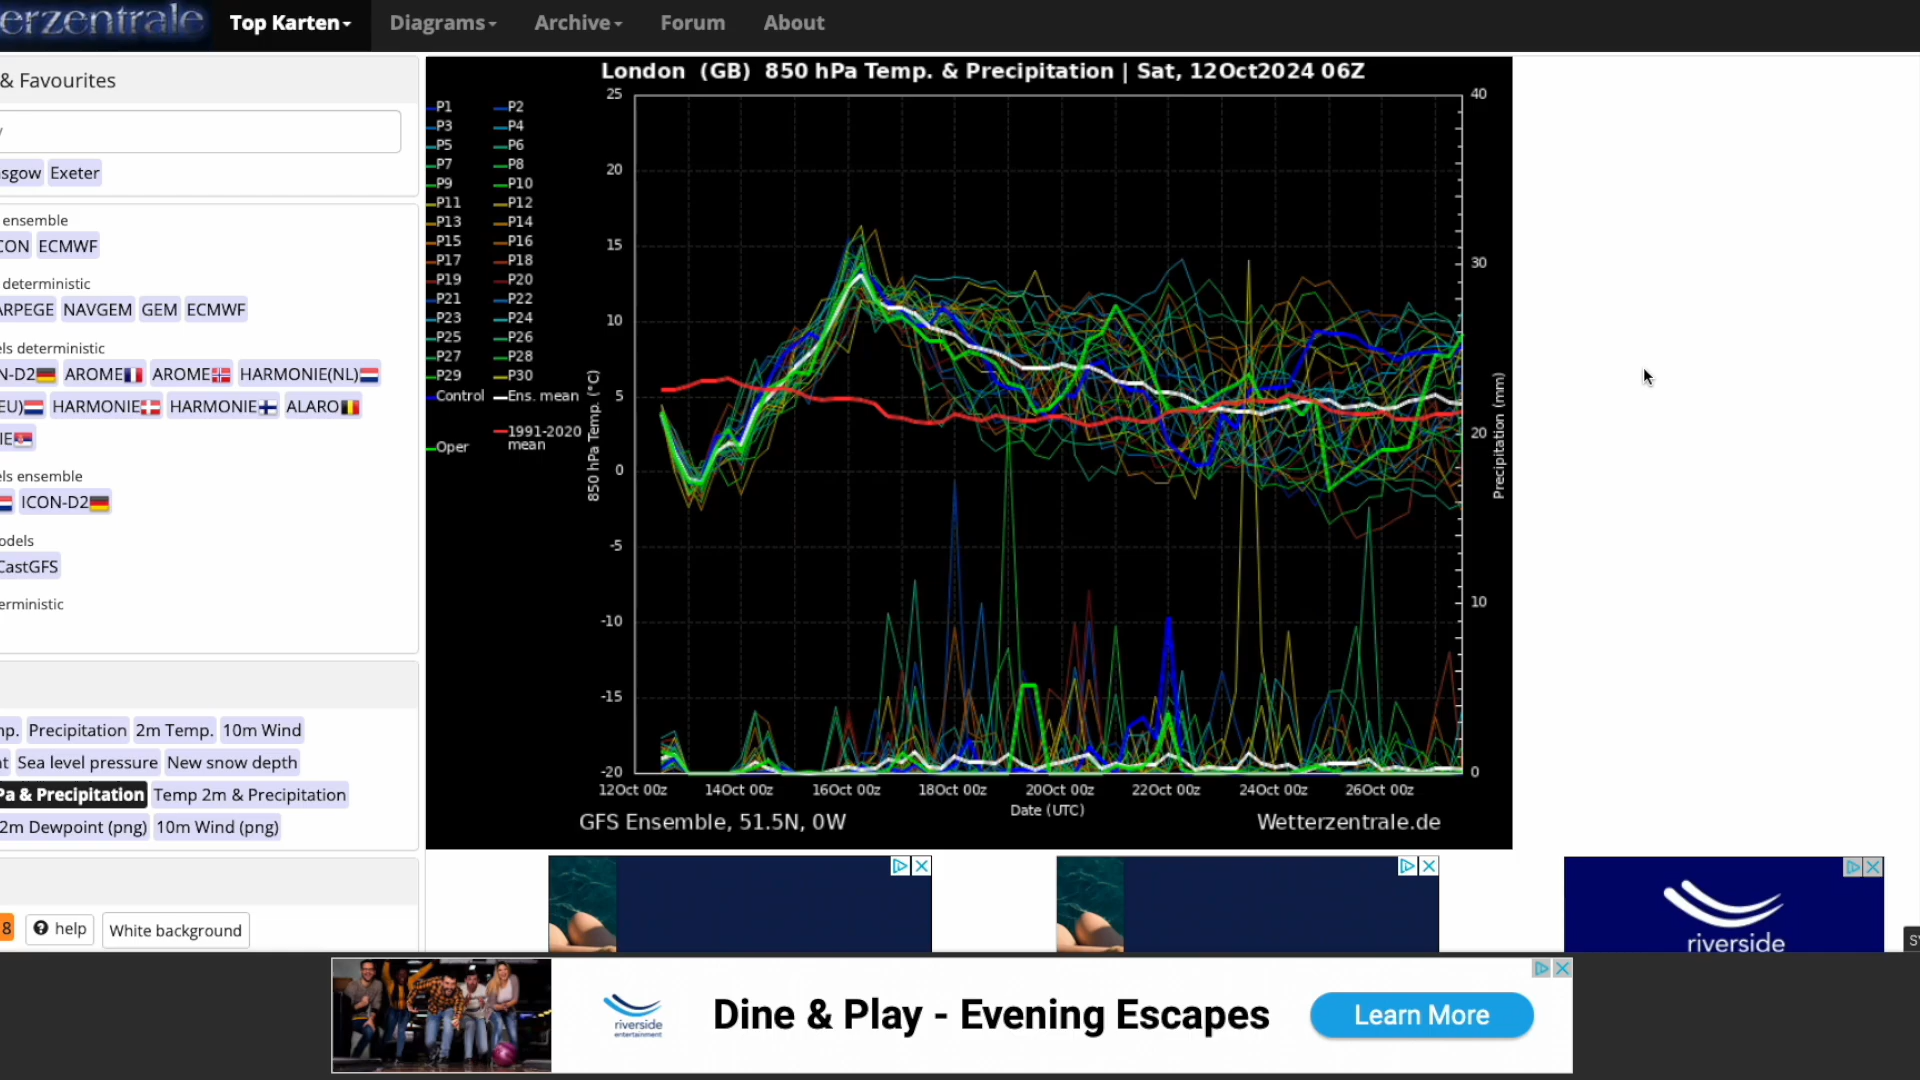 erzentrale Top Karten Diagrams Archive Forum About
& Favourites
sgow Exeter
ensemble
CON ECMWF
deterministic
ARPEGE NAVGEM GEM ECMWF
els deterministic
N-D2 AROME AROME HARMONIE(NL)
EU) HARMONIE HARMONIE ALARO
IE
els ensemble
ICON-D2
odels
CastGFS
erministic
mp. Precipitation 2m Temp. 10m Wind
nt Sea level pressure New snow depth
Pa & Precipitation Temp 2m & Precipitation
2m Dewpoint (png) 10m Wind (png)
8 help White background
London (GB) 850 hPa Temp. & Precipitation | Sat, 12Oct2024 06Z
P1 P2
P3 P4
P5 P6
P7 P8
P9 P10
P11 P12
P13 P14
P15 P16
P17 P18
P19 P20
P21 P22
P23 P24
P25 P26
P27 P28
P29 P30
Control Ens. mean
Oper 1991-2020
mean
850 hPa Temp. (°C)
25
20
15
10
5
0
-5
-10
-15
-20
40
30
20
10
0
Precipitation (mm)
12Oct 00z 14Oct 00z 16Oct 00z 18Oct 00z 20Oct 00z 22Oct 00z 24Oct 00z 26Oct 00z
Date (UTC)
GFS Ensemble, 51.5N, 0W Wetterzentrale.de
riverside
riverside
entertainment
Dine & Play - Evening Escapes
Learn More